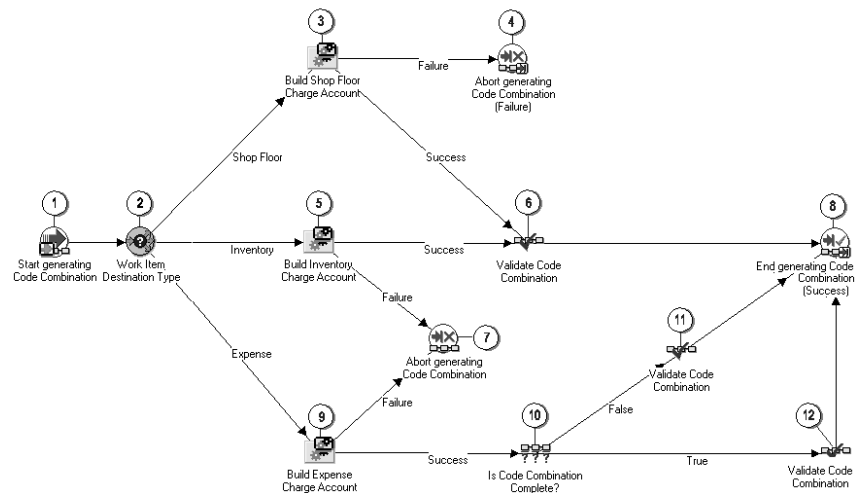 3
4
Build Shop Floor
Charge Account
Failure
Abort generating
Code Combination
(Failure)
Shop Floor
Success
1
2
5
6
8
Start generating
Code Combination
Work Item
Destination Type
Inventory
Build Inventory
Charge Account
Success
Validate Code
Combination
End generating Code
Combination
(Success)
Failure
Expense
7
Abort generating
Code Combination
11
Validate Code
Combination
Failure
False
9
10
12
Build Expense
Charge Account
Success
? ? ?
Is Code Combination
Complete?
True
Validate Code
Combination